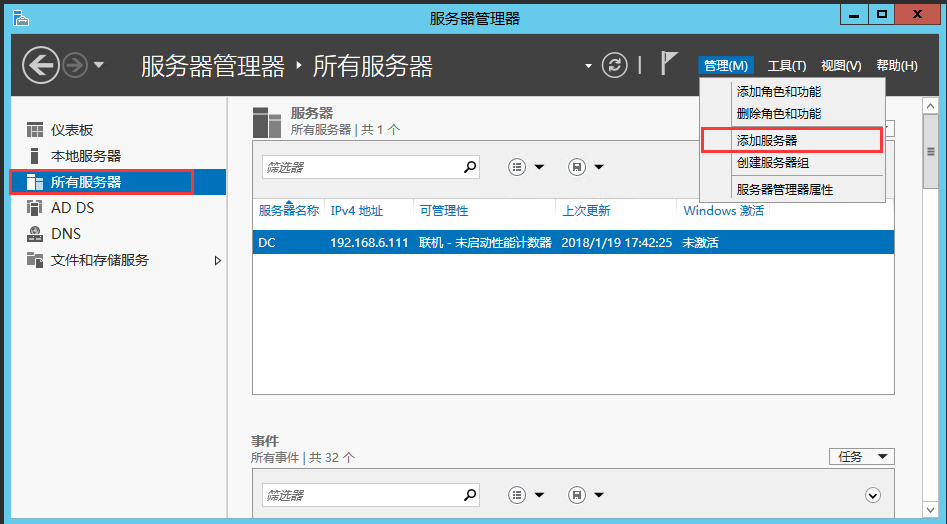 服务器管理器
服务器管理器 ‣ 所有服务器
管理(M) 工具(T) 视图(V) 帮助(H)
添加角色和功能
删除角色和功能
添加服务器
创建服务器组
服务器管理器属性
仪表板
本地服务器
所有服务器
AD DS
DNS
文件和存储服务
服务器
所有服务器 | 共 1 个
筛选器
服务器名称 IPv4 地址 可管理性 上次更新 Windows 激活
DC 192.168.6.111 联机 - 未启动性能计数器 2018/1/19 17:42:25 未激活
事件
所有事件 | 共 32 个
任务
筛选器